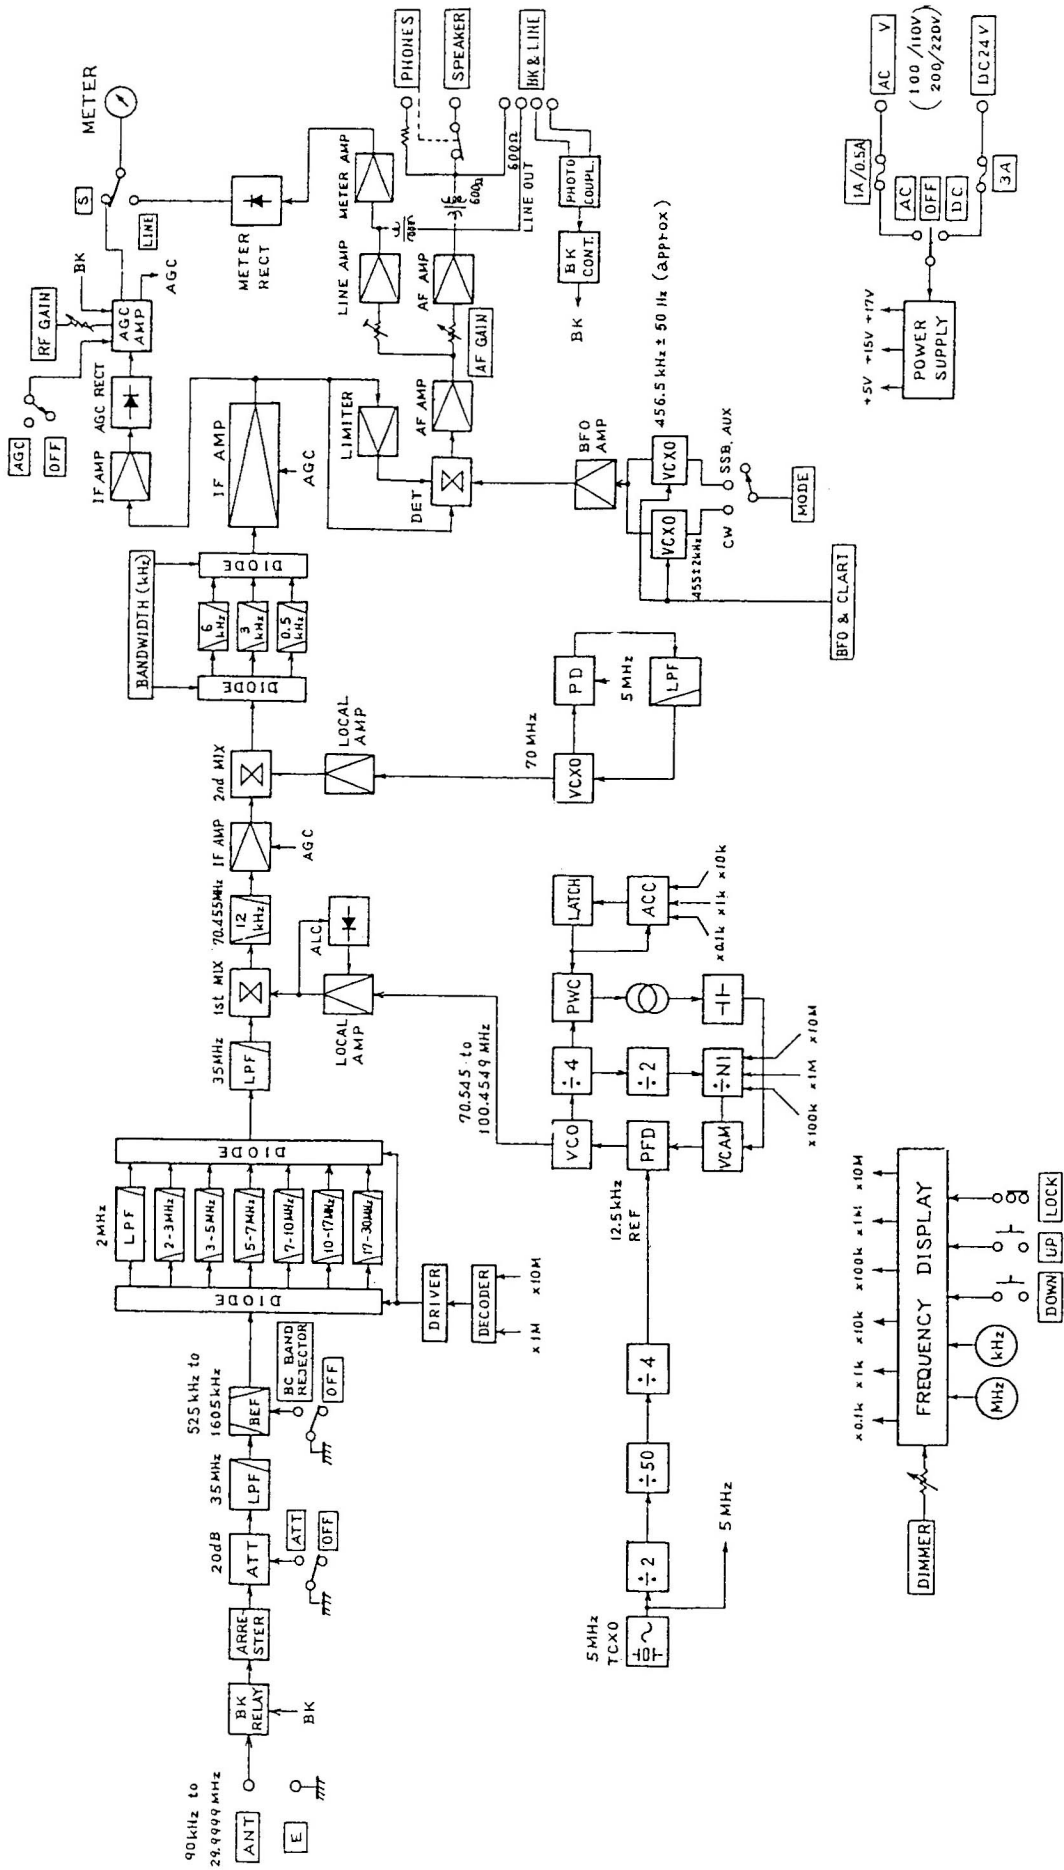 90kHz to
29.9999 MHz
ANT
E
BK
RELAY
BK
ARRE-
STER
20dB
ATT
ATT
OFF
35MHz
LPF
525 kHz to
1605 kHz
BEF
BC BAND
REJECTOR
OFF
DIODE
2MHz
LPF
2-3MHz
3-5MHz
5-7MHz
7-10MHz
10-17MHz
17-30MHz
DIODE
DRIVER
DECODER
x1M
x10M
35MHz
LPF
1st MIX
LOCAL
AMP
ALC
70.455MHz
12
kHz
IF AMP
AGC
2nd MIX
LOCAL
AMP
BANDWIDTH (kHz)
DIODE
6
kHz
3
kHz
0.5
kHz
DIODE
IF AMP
AGC
IF AMP
AGC RECT
AGC
OFF
RF GAIN
AGC
AMP
BK
AGC
S
LINE
METER
METER
RECT
LIMITER
DET
AF AMP
AF GAIN
LINE AMP
AF AMP
METER AMP
600Ω
600Ω
LINE OUT
PHONES
SPEAKER
BK & LINE
PHOTO
COUPL.
BK
CONT.
BK
BFO
AMP
456.5 kHz ± 50 Hz (approx)
VCXO
VCXO
455±2kHz
CW
SSB, AUX
MODE
BFO & CLARI
70 MHz
VCXO
PD
5 MHz
LPF
70.545 to
100.4549 MHz
VCO
÷4
PWC
LATCH
ACC
x0.1k x1k x10k
PFD
÷2
VCAM
÷N1
x100k x1M x10M
5MHz
TCXO
÷2
÷50
÷4
12.5kHz
REF
5 MHz
DIMMER
x0.1k x1k x10k x100k x1M x10M
FREQUENCY DISPLAY
MHz
kHz
DOWN
UP
LOCK
+5V +15V +17V
POWER
SUPPLY
AC
OFF
DC
1A/0.5A
3A
AC V
(100/110V
200/220V)
DC24V